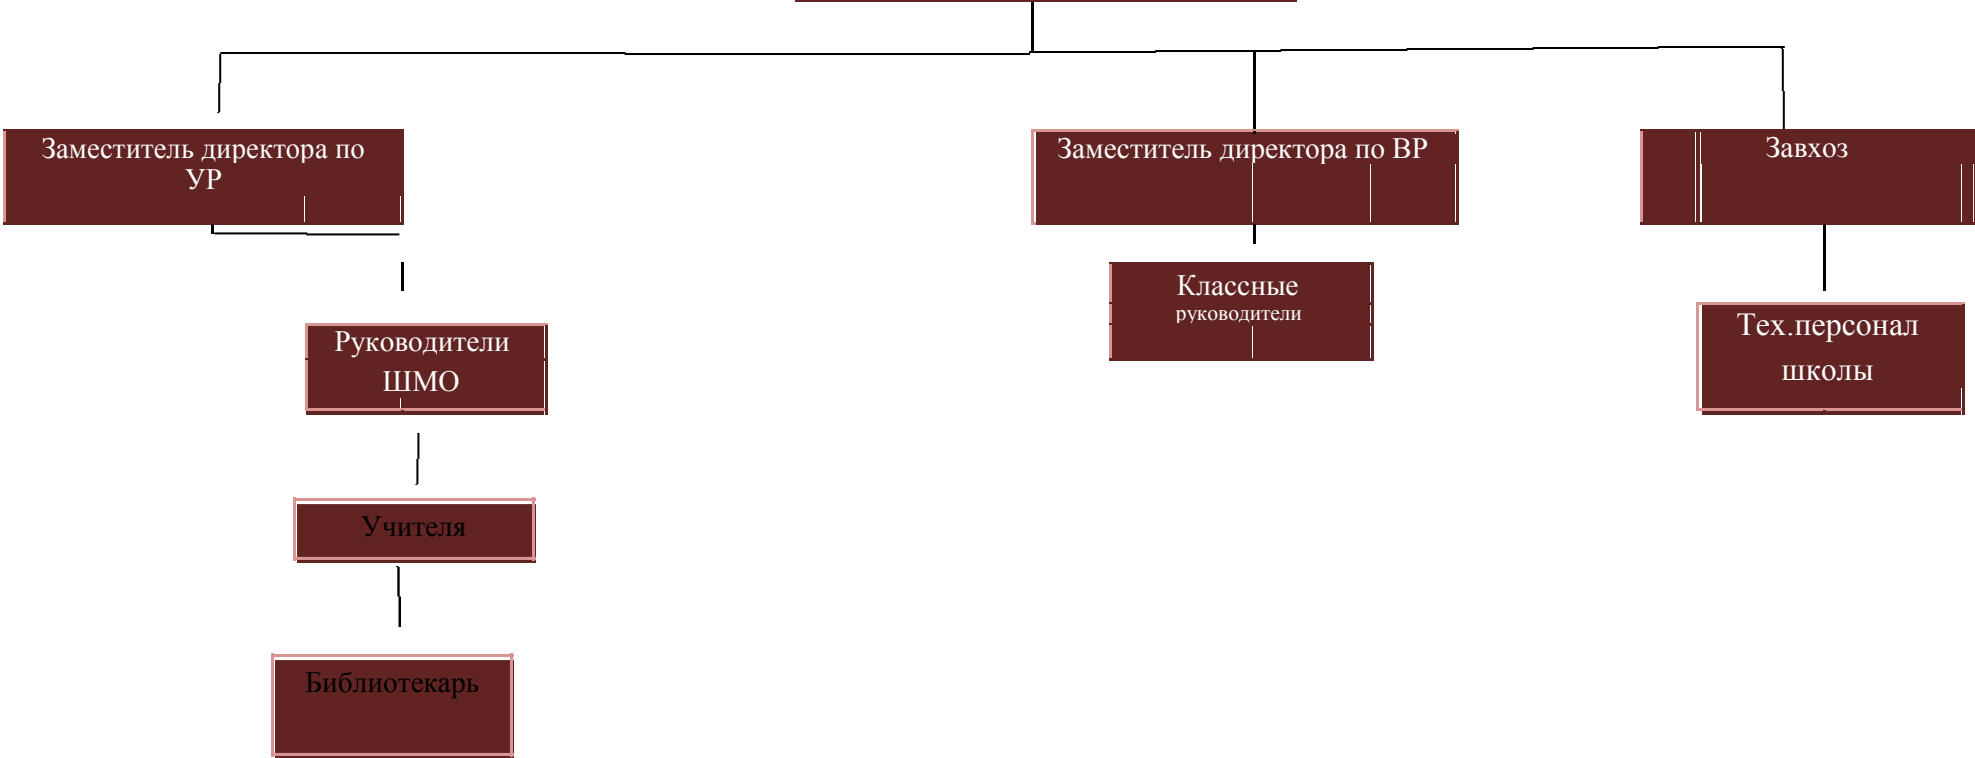 Заместитель директора по
УР
Заместитель директора по ВР
Завхоз
Классные
руководители
Руководители
ШМО
Тех.персонал
школы
Учителя
Библиотекарь